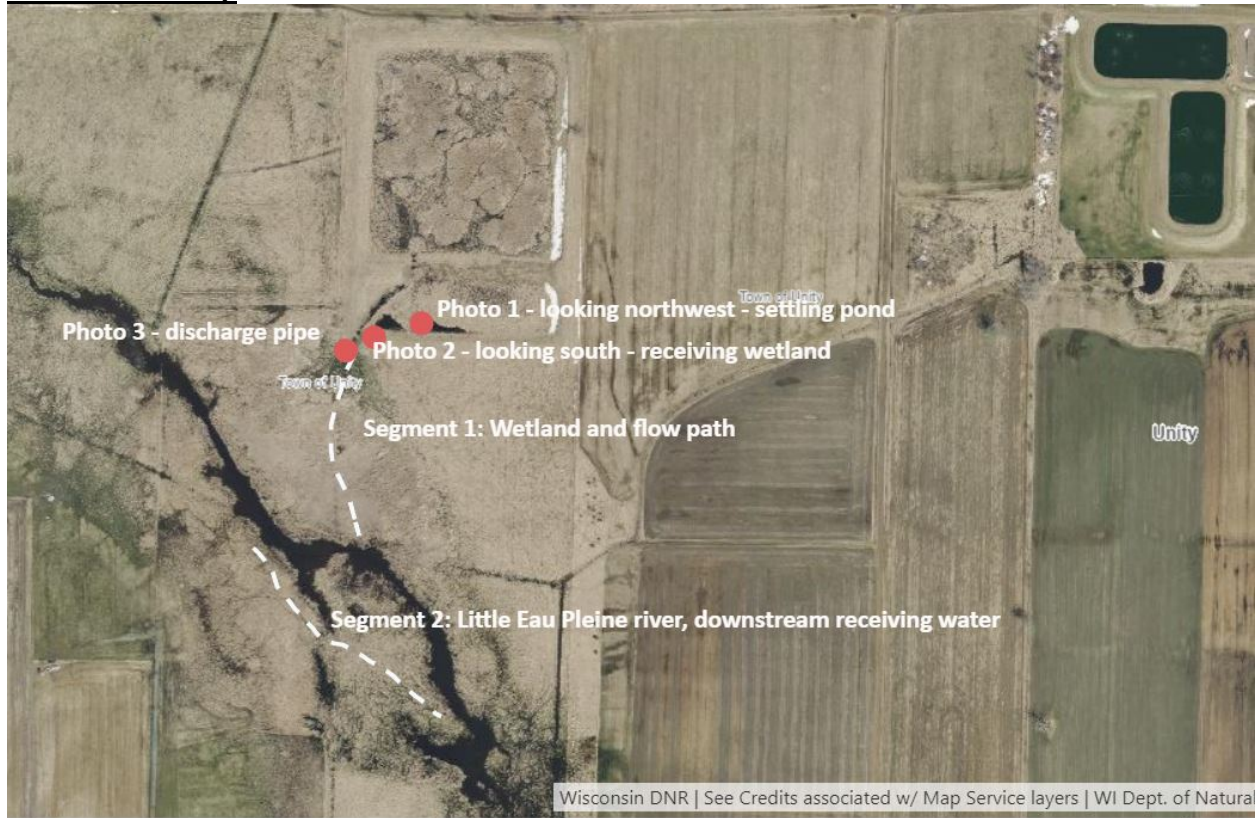 Photo 1 - looking northwest - settling pond
Town of Unity
Photo 3 - discharge pipe
Photo 2 - looking south - receiving wetland
Town of Unity
Segment 1: Wetland and flow path
Unity
Segment 2: Little Eau Pleine river, downstream receiving water
Wisconsin DNR | See Credits associated w/ Map Service layers | WI Dept. of Natural